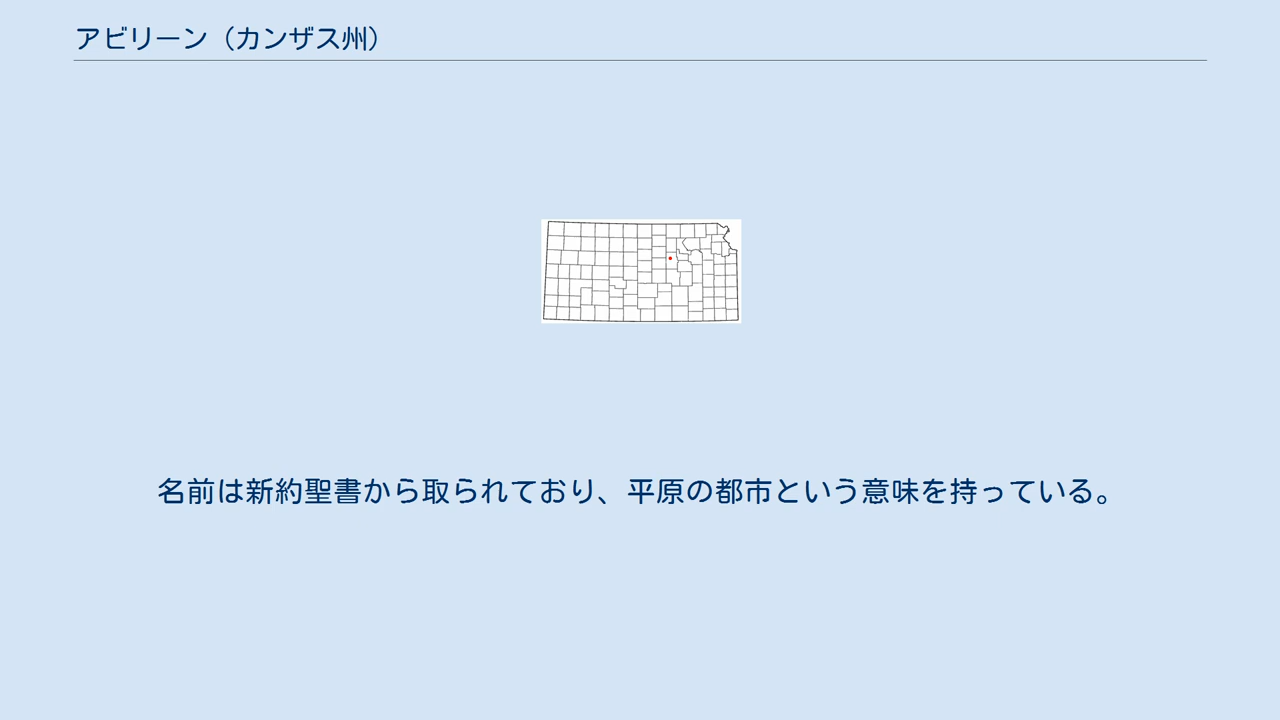 アビリーン（カンザス州）
名前は新約聖書から取られており、平原の都市という意味を持っている。